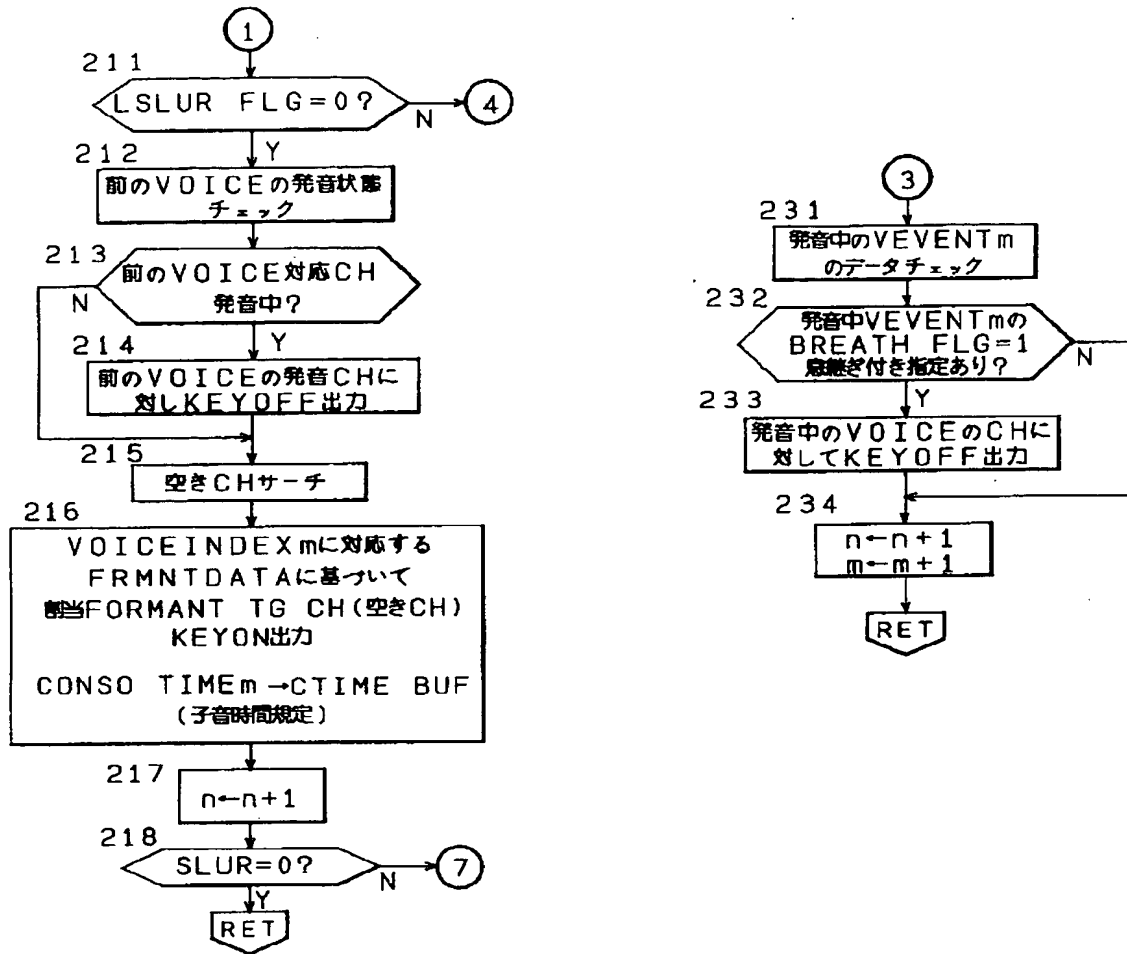 1
211
LSLUR FLG=0?
N
4
Y
212
前のVOICEの発音状態
チェック
213
前のVOICE対応CH
発音中?
N
Y
214
前のVOICEの発音CHに
対しKEYOFF出力
215
空きCHサーチ
216
VOICEINDEXmに対応する
FRMNTDATAに基づいて
割当FORMANT TG CH(空きCH)
KEYON出力
CONSO TIMEm→CTIME BUF
(子音時間規定)
217
n←n+1
218
SLUR=0?
N
7
Y
RET
3
231
発音中のVEVENTm
のデータチェック
232
発音中VEVENTmの
BREATH FLG=1
息継ぎ付き指定あり?
N
Y
233
発音中のVOICEのCHに
対してKEYOFF出力
234
n←n+1
m←m+1
RET